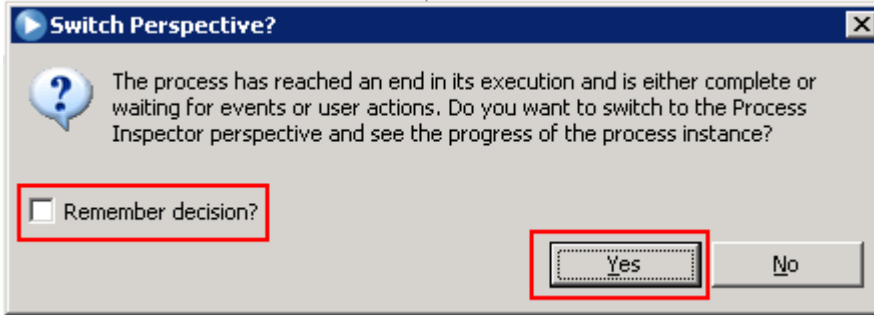 Switch Perspective?
The process has reached an end in its execution and is either complete or
waiting for events or user actions. Do you want to switch to the Process
Inspector perspective and see the progress of the process instance?
Remember decision?
Yes No